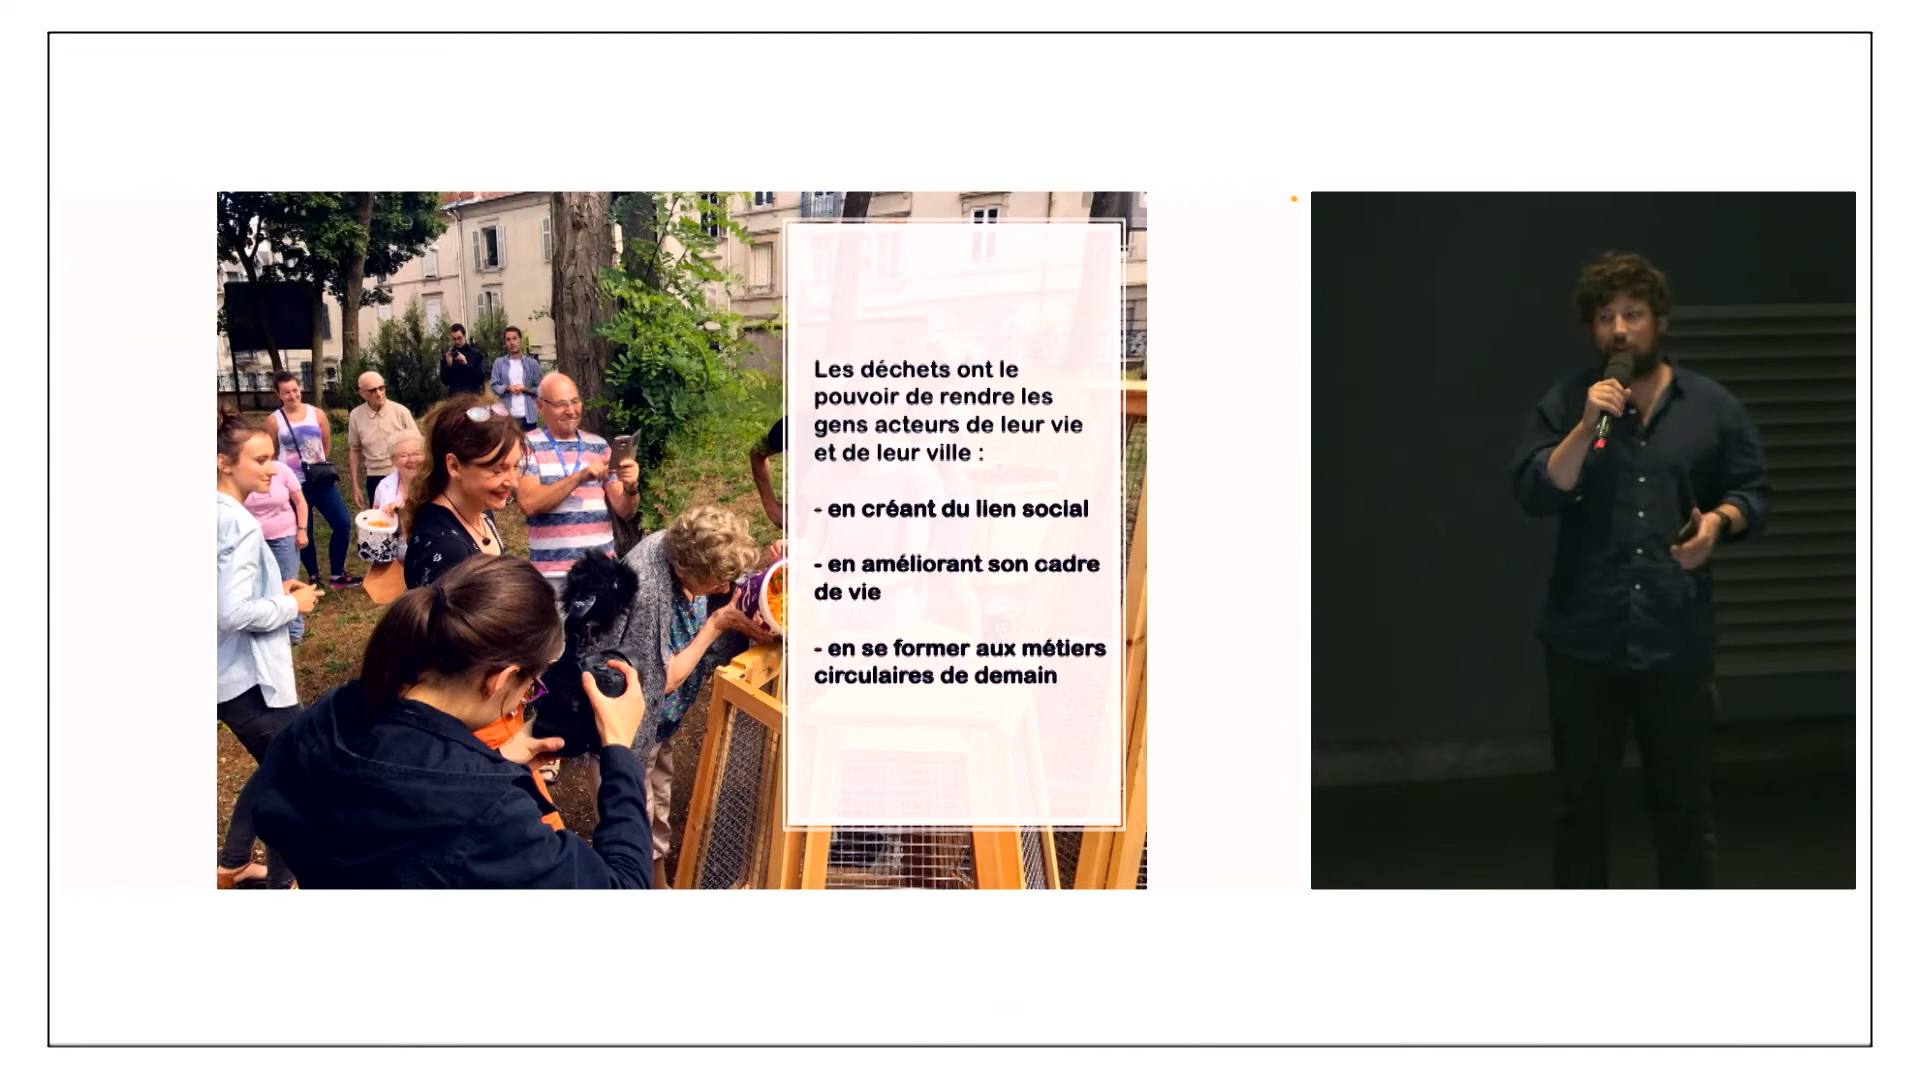 Les déchets ont le
pouvoir de rendre les
gens acteurs de leur vie
et de leur ville :
- en créant du lien social
- en améliorant son cadre
de vie
- en se former aux métiers
circulaires de demain